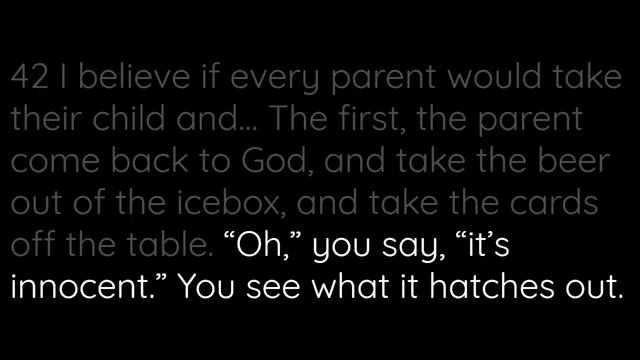 42 I believe if every parent would take
their child and... The first, the parent
come back to God, and take the beer
out of the icebox, and take the cards
off the table. “Oh,” you say, “it’s
innocent.” You see what it hatches out.